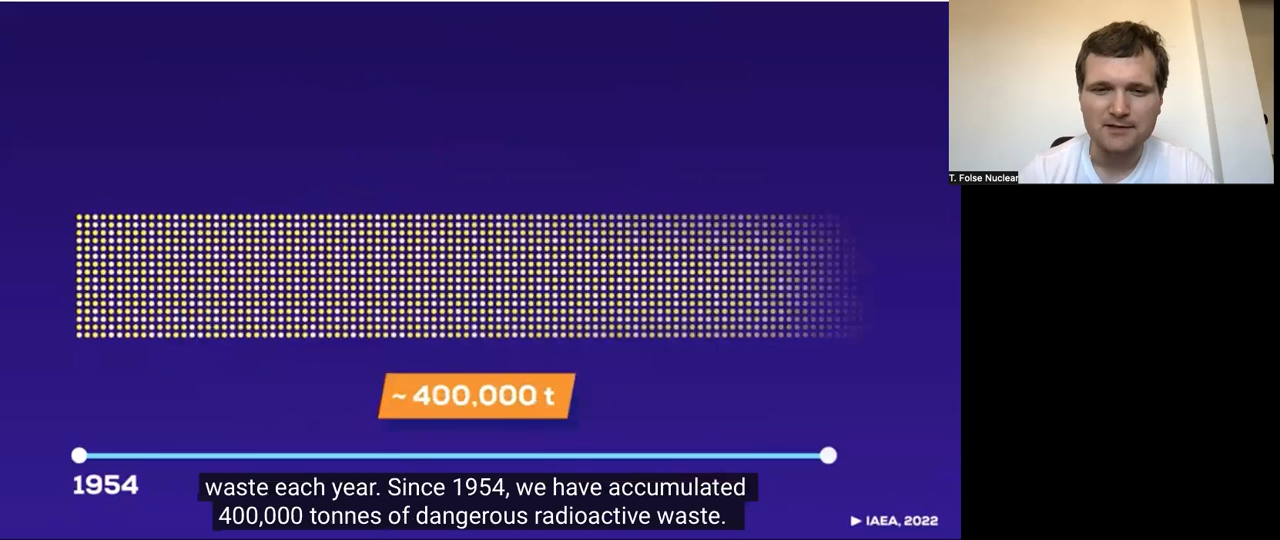 T. Folse Nuclear
~ 400,000 t
1954
waste each year. Since 1954, we have accumulated
400,000 tonnes of dangerous radioactive waste.
▶ IAEA, 2022